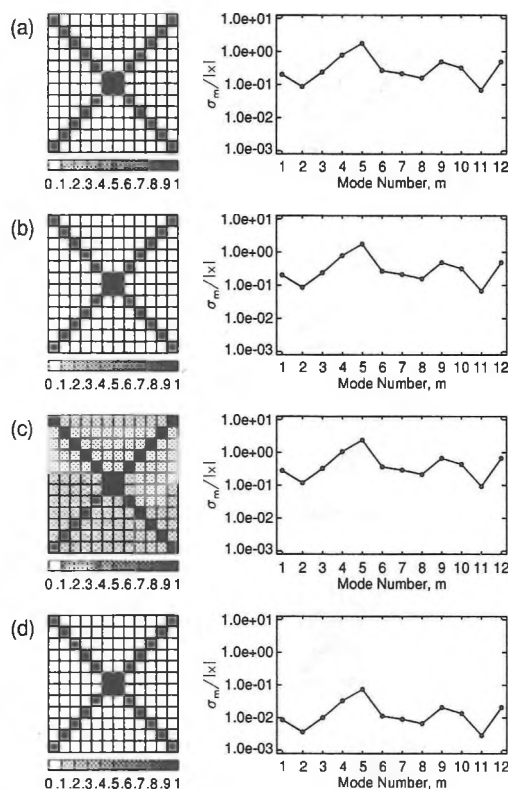 (a)
1.0e+01
1.0e+00
1.0e-01
1.0e-02
1.0e-03
σm/|x|
1 2 3 4 5 6 7 8 9 10 11 12
Mode Number, m
0.1.2.3.4.5.6.7.8.9 1
(b)
1.0e+01
1.0e+00
1.0e-01
1.0e-02
1.0e-03
σm/|x|
1 2 3 4 5 6 7 8 9 10 11 12
Mode Number, m
0.1.2.3.4.5.6.7.8.9 1
(c)
1.0e+01
1.0e+00
1.0e-01
1.0e-02
1.0e-03
σm/|x|
1 2 3 4 5 6 7 8 9 10 11 12
Mode Number, m
0.1.2.3.4.5.6.7.8.9 1
(d)
1.0e+01
1.0e+00
1.0e-01
1.0e-02
1.0e-03
σm/|x|
1 2 3 4 5 6 7 8 9 10 11 12
Mode Number, m
0.1.2.3.4.5.6.7.8.9 1